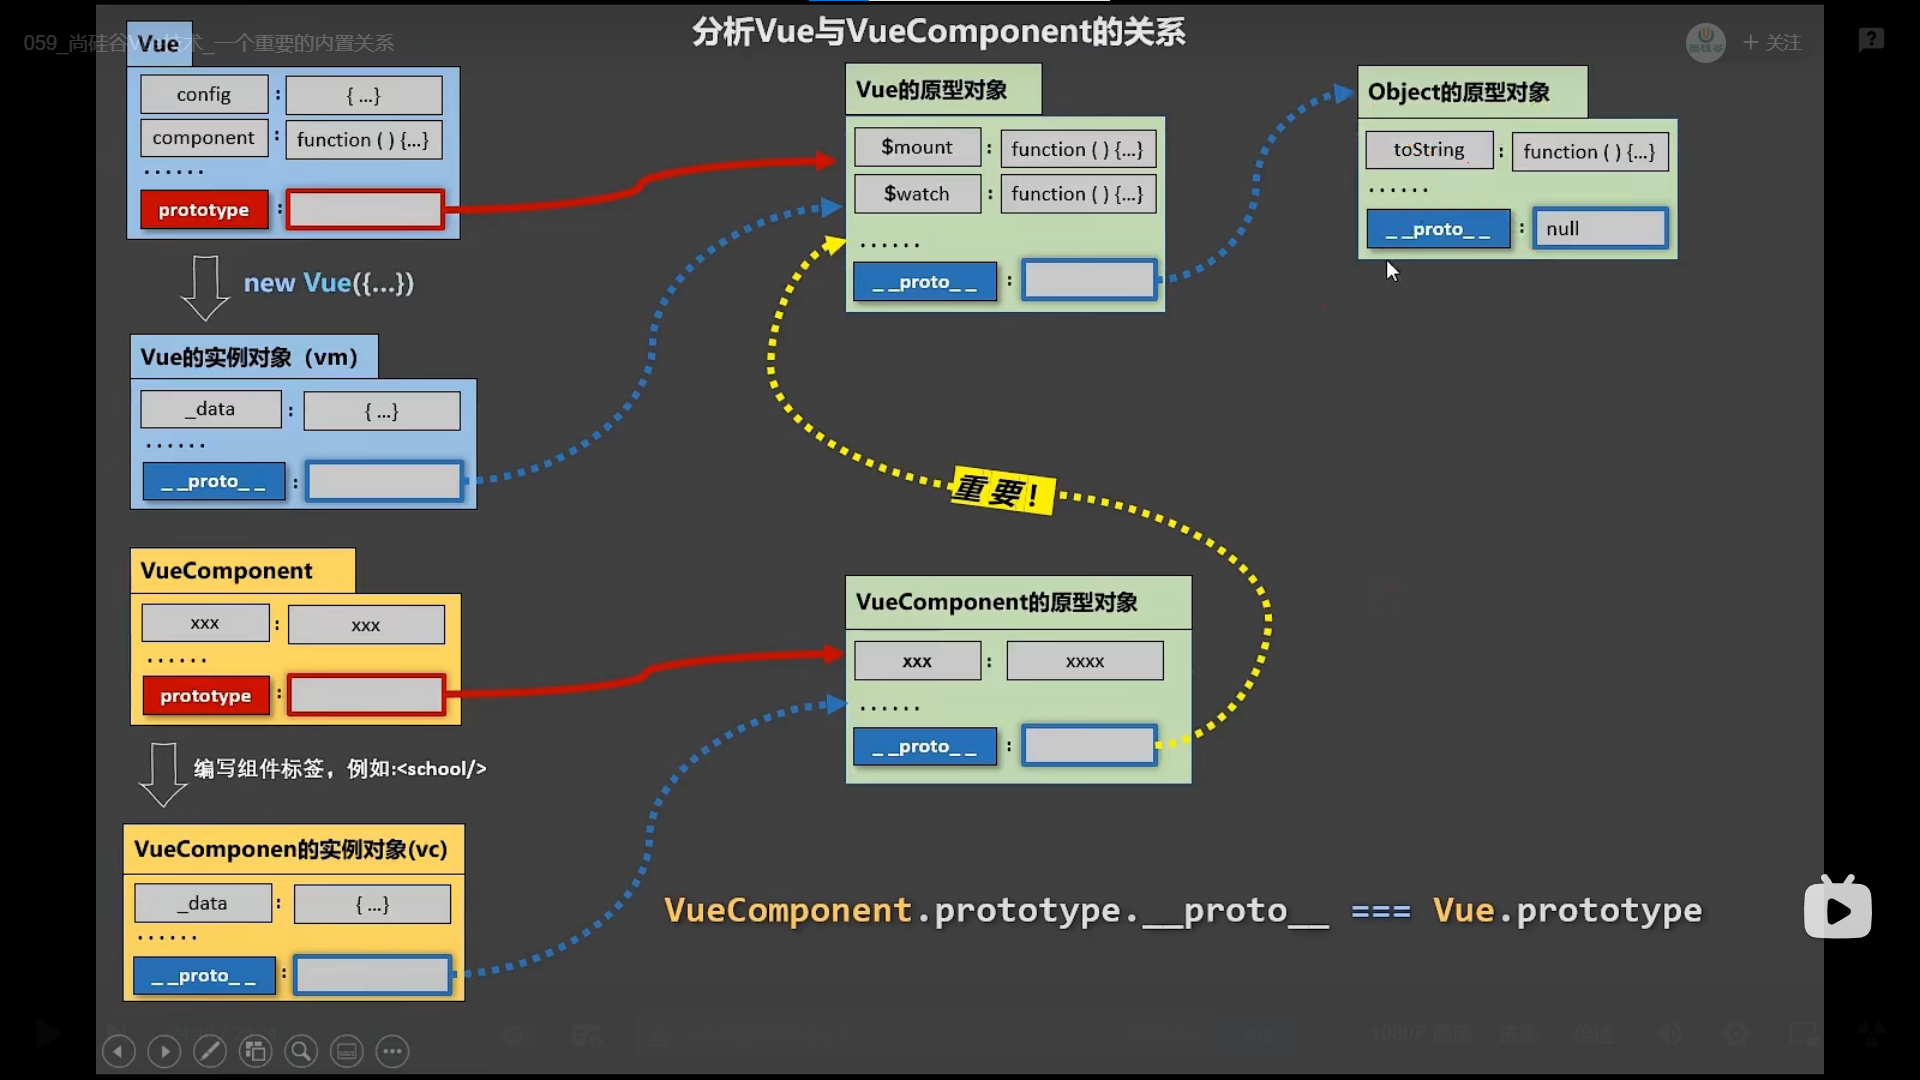 分析Vue与VueComponent的关系
059_尚硅谷Vue技术_一个重要的内置关系
+ 关注
?
Vue
config : { ...}
component : function ( ) {...}
......
prototype :
new Vue({...})
Vue的实例对象（vm）
_data : { ...}
......
_ _proto_ _ :
VueComponent
xxx : xxx
......
prototype :
编写组件标签，例如:<school/>
VueComponen的实例对象(vc)
_data : { ...}
......
_ _proto_ _ :
Vue的原型对象
$mount : function ( ) {...}
$watch : function ( ) {...}
......
_ _proto_ _ :
Object的原型对象
toString : function ( ) {...}
......
_ _proto_ _ : null
重要！
VueComponent的原型对象
xxx : xxxx
......
_ _proto_ _ :
VueComponent.prototype.__proto__ === Vue.prototype
1080P 高清 选集 倍速